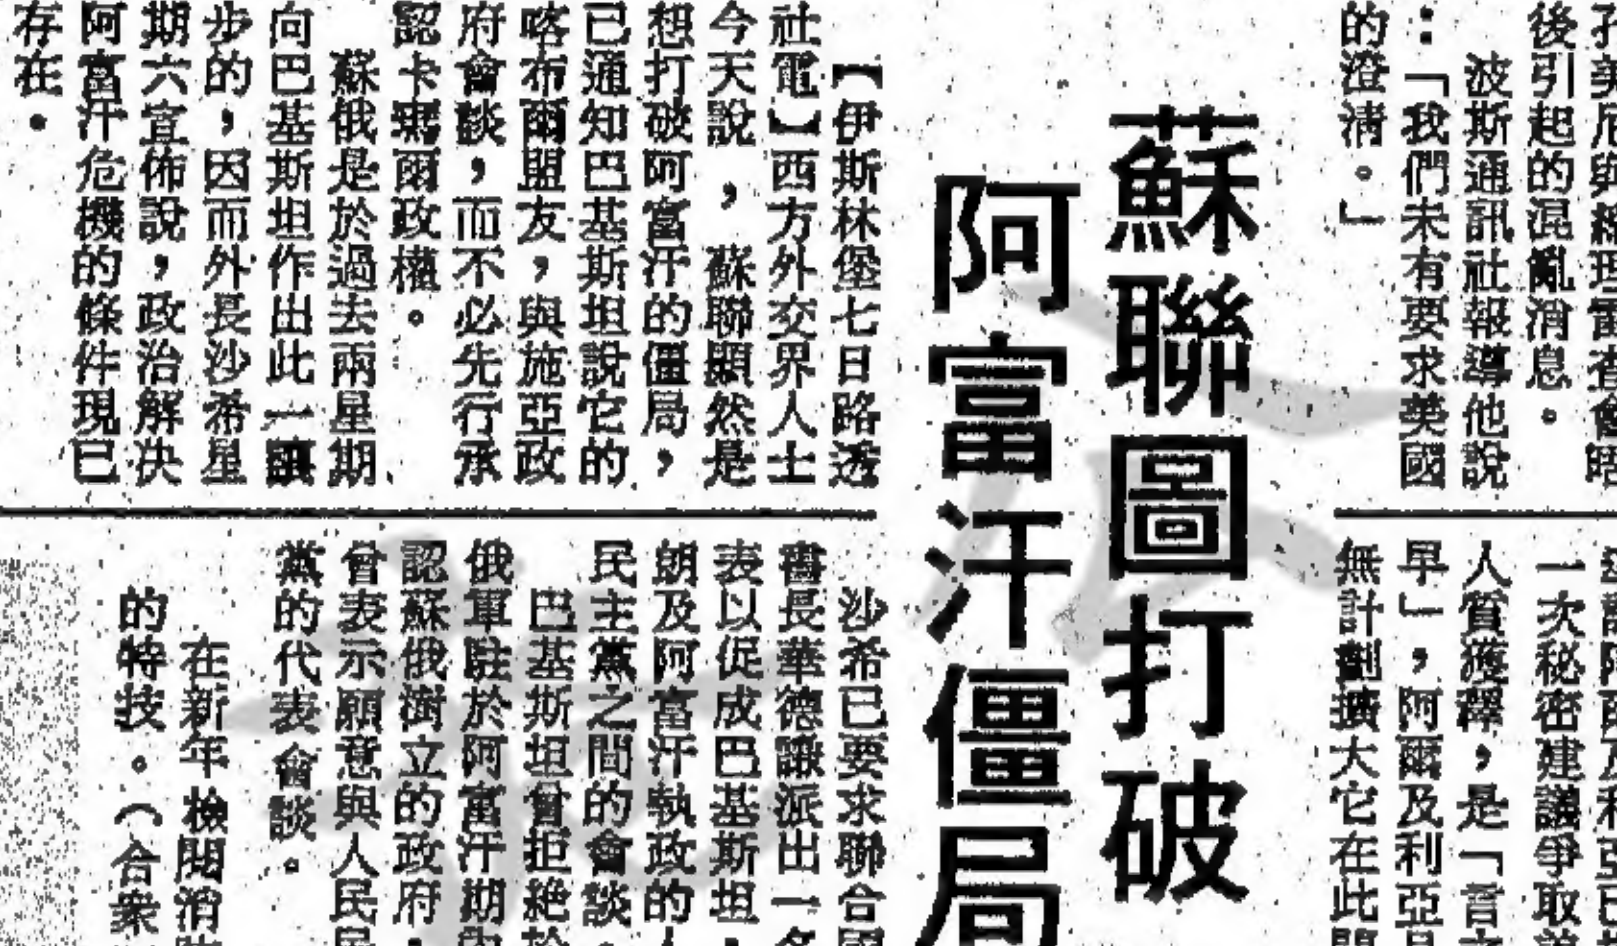 後引起的混亂消息。
波斯通訊社報導他說
：「我們未有要求美國
的澄清。」
一次秘密建議爭取
人質獲釋，是「言
早」，阿爾及利亞
無計劃擴大它在此
蘇聯圖打破
阿富汗僵局
【伊斯林堡七日路透
社電】西方外交界人士
今天說，蘇聯顯然是
想打破阿富汗的僵局，
已通知巴基斯坦說它的
喀布爾盟友，與施亞政
府會談，而不必先行承
認卡瑪爾政權。
蘇俄是於過去兩星期
向巴基斯坦作出此一讓
步的，因而外長沙希星
期六宣佈說，政治解決
阿富汗危機的條件現已
存在。
沙希已要求聯合
書長華德議派出一名
表以促成巴基斯坦，
朗及阿富汗執政的人
民主黨之間的會談。
巴基斯坦曾拒絕於
俄軍駐於阿富汗期
認蘇俄樹立的政府，
會表示願意與人民
黨的代表會談。
在新年檢閱消
的特技。（合衆